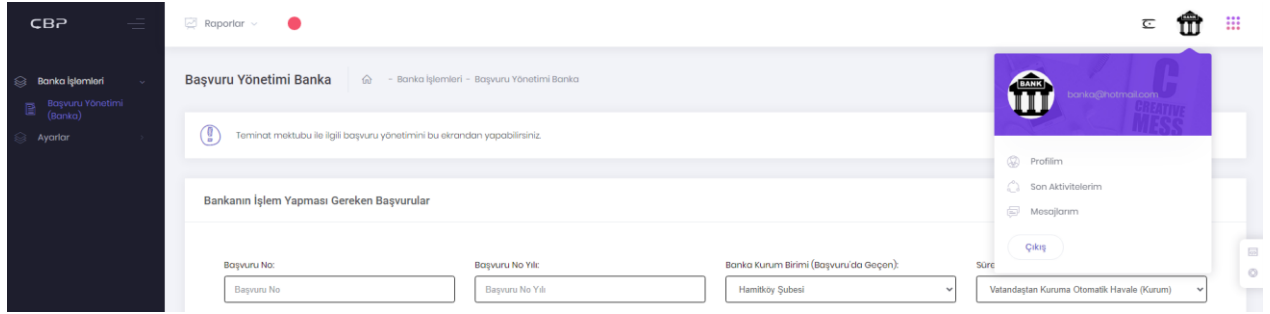 CBP
Raporlar
BANK
Banka İşlemleri
Başvuru Yönetimi
(Banka)
Ayarlar
Başvuru Yönetimi Banka
- Banka İşlemleri - Başvuru Yönetimi Banka
BANK
banka@hotmail.com
C
CREATIVE
MESS
Teminat mektubu ile ilgili başvuru yönetimini bu ekrandan yapabilirsiniz.
Profilim
Son Aktivitelerim
Mesajlarım
Çıkış
Bankanın İşlem Yapması Gereken Başvurular
Başvuru No:
Başvuru No
Başvuru No Yılı:
Başvuru No Yılı
Banka Kurum Birimi (Başvuru'da Geçen):
Hamitköy Şubesi
Süre
Vatandaştan Kuruma Otomatik Havale (Kurum)